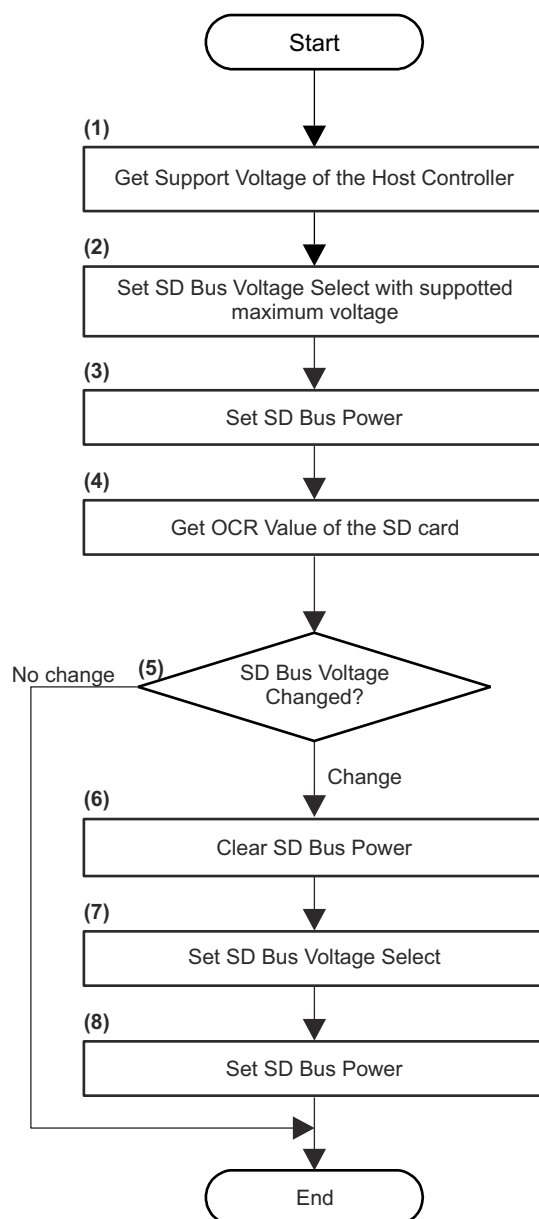 Start
(1)
Get Support Voltage of the Host Controller
(2)
Set SD Bus Voltage Select with suppotted
maximum voltage
(3)
Set SD Bus Power
(4)
Get OCR Value of the SD card
No change
(5)
SD Bus Voltage
Changed?
Change
(6)
Clear SD Bus Power
(7)
Set SD Bus Voltage Select
(8)
Set SD Bus Power
End